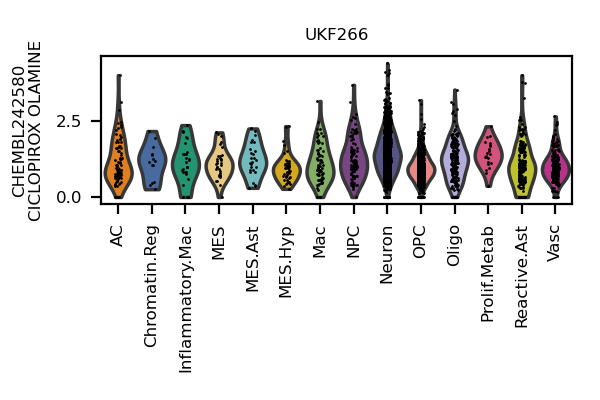 UKF266
CHEMBL242580
CICLOPIROX OLAMINE
2.5
0.0
AC
Chromatin.Reg
Inflammatory.Mac
MES
MES.Ast
MES.Hyp
Mac
NPC
Neuron
OPC
Oligo
Prolif.Metab
Reactive.Ast
Vasc